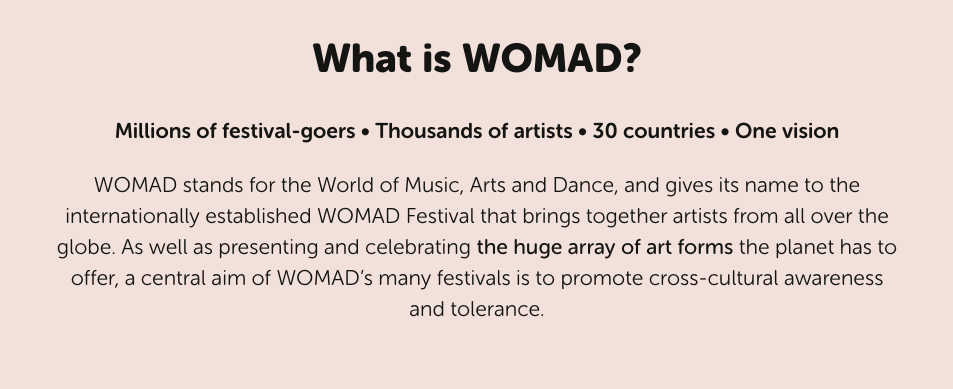 What is WOMAD?
Millions of festival-goers • Thousands of artists • 30 countries • One vision
WOMAD stands for the World of Music, Arts and Dance, and gives its name to the
internationally established WOMAD Festival that brings together artists from all over the
globe. As well as presenting and celebrating the huge array of art forms the planet has to
offer, a central aim of WOMAD’s many festivals is to promote cross-cultural awareness
and tolerance.